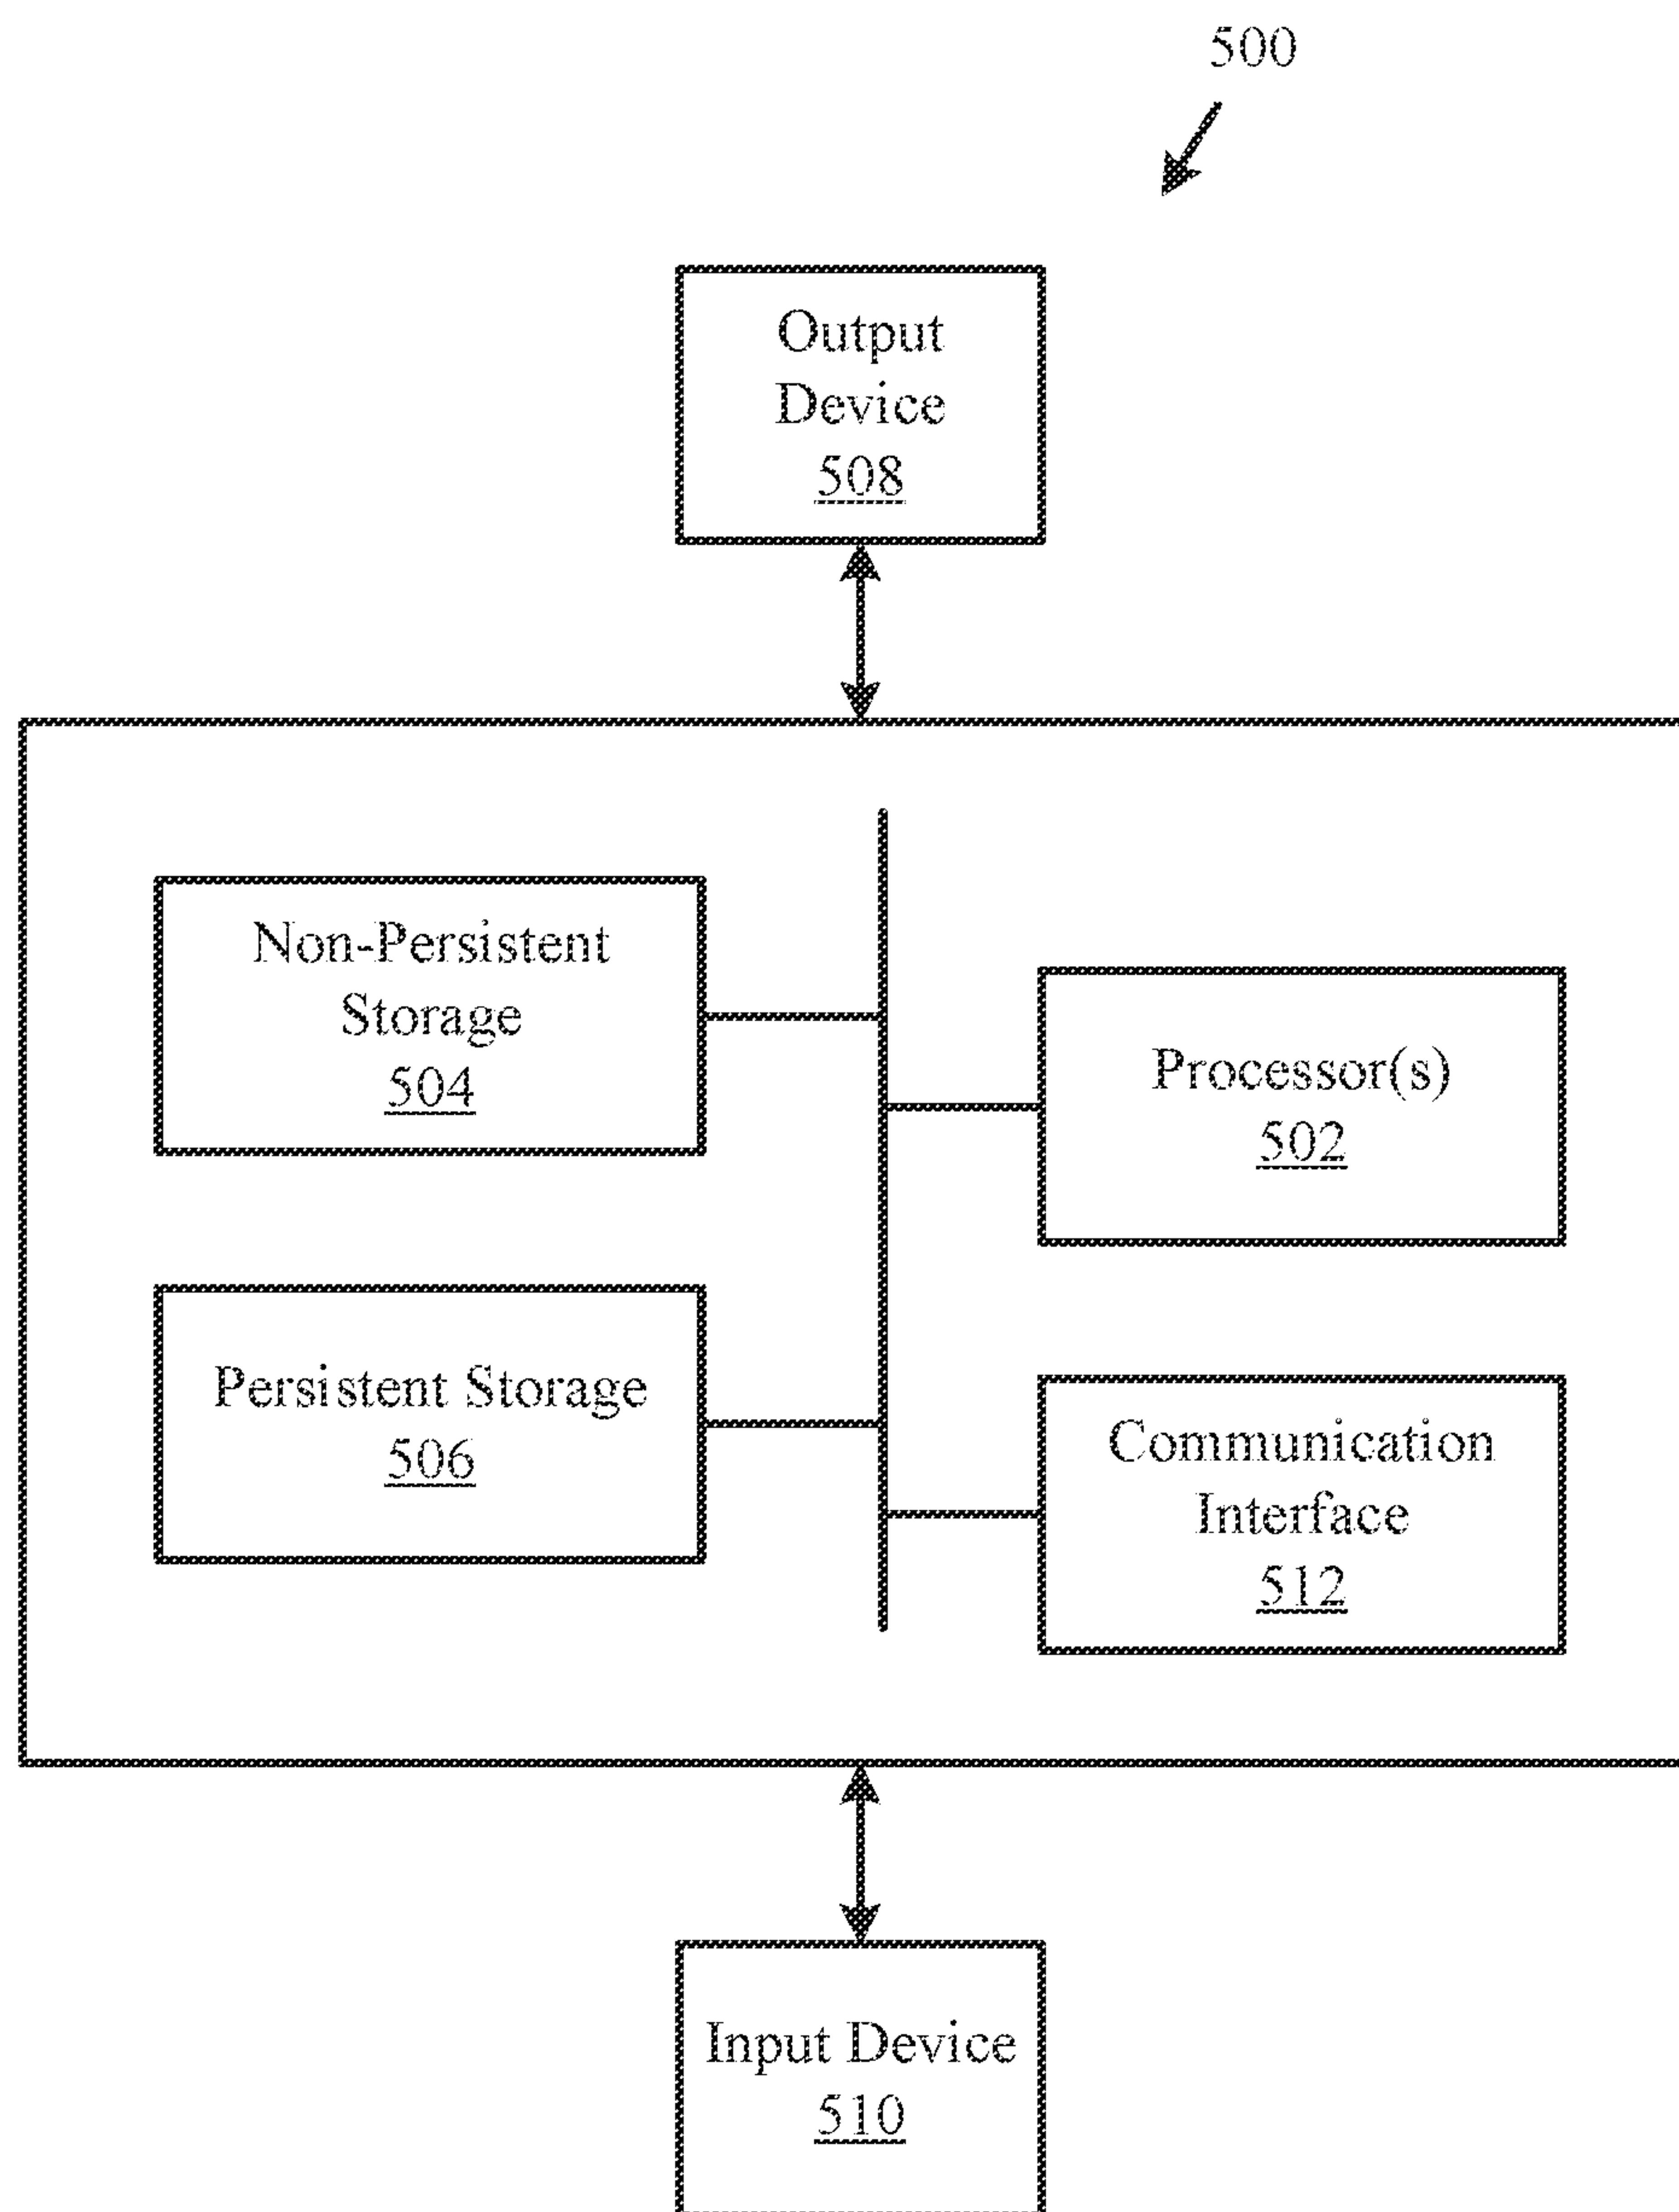 500
Output
Device
508
Non-Persistent
Storage
504
Processor(s)
502
Persistent Storage
506
Communication
Interface
512
Input Device
510